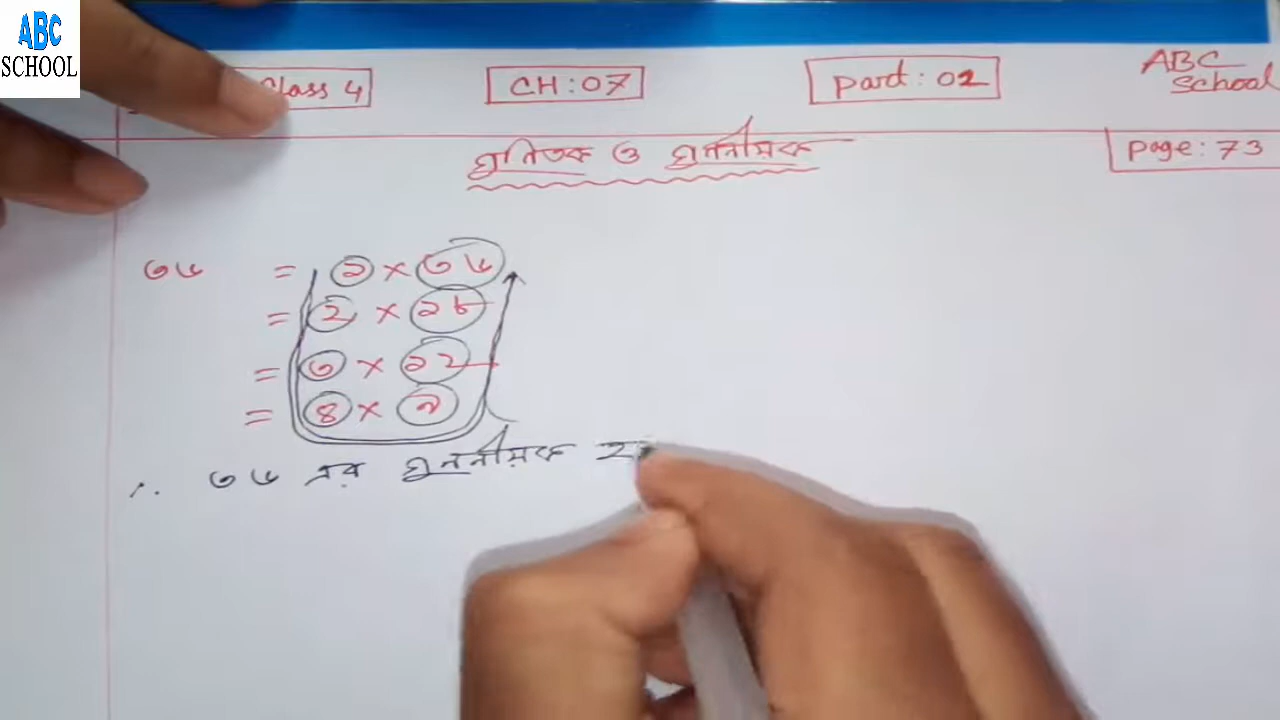 ABC
SCHOOL
Class 4
CH: 07
part: 02
ABC
School
গুণিতক ও গুণনীয়ক
page: 73
৩৬ = ১ × ৩৬
= ২ × ১৮
= ৩ × ১২
= ৪ × ৯
∴ ৩৬ এর গুণনীয়ক